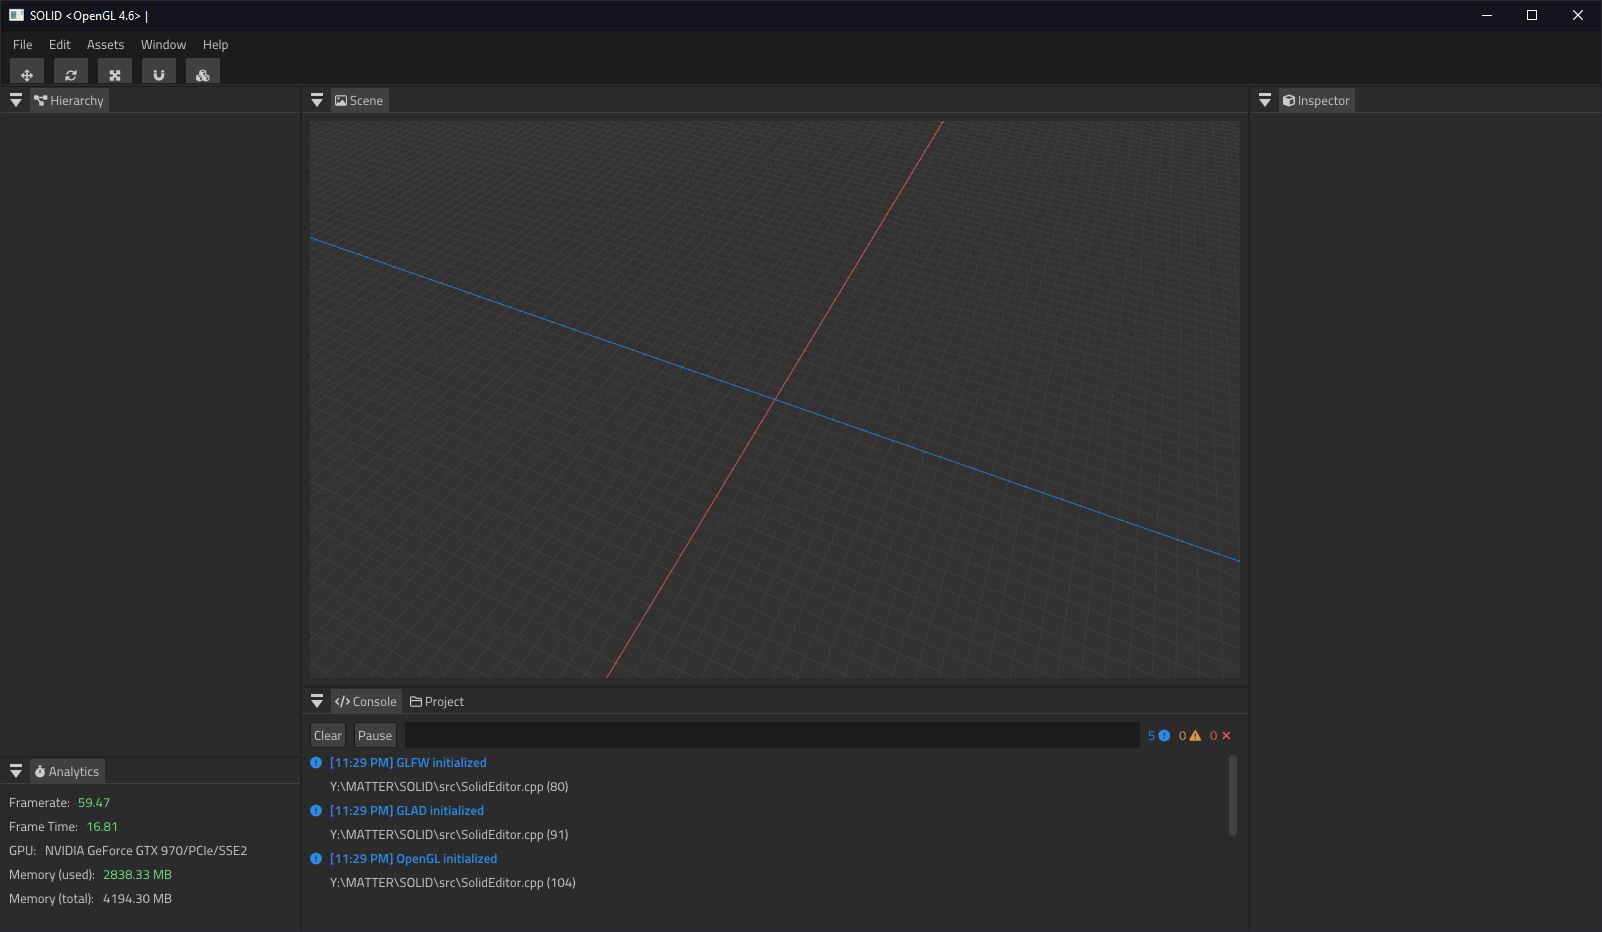 SOLID <OpenGL 4.6> |
File Edit Assets Window Help
Hierarchy
Scene
Inspector
Console Project
Clear Pause 5 0 0
[11:29 PM] GLFW initialized
Y:\MATTER\SOLID\src\SolidEditor.cpp (80)
[11:29 PM] GLAD initialized
Y:\MATTER\SOLID\src\SolidEditor.cpp (91)
[11:29 PM] OpenGL initialized
Y:\MATTER\SOLID\src\SolidEditor.cpp (104)
Analytics
Framerate: 59.47
Frame Time: 16.81
GPU: NVIDIA GeForce GTX 970/PCIe/SSE2
Memory (used): 2838.33 MB
Memory (total): 4194.30 MB